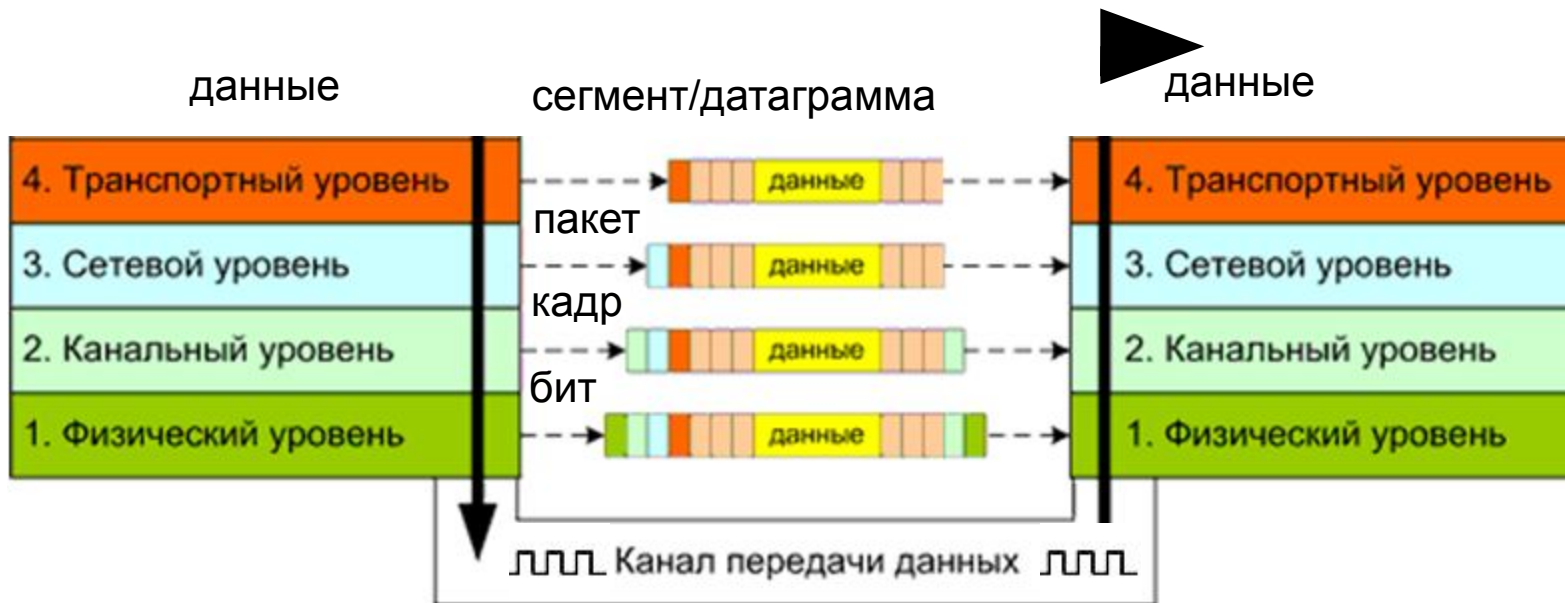 данные
сегмент/датаграмма
данные
4. Транспортный уровень
данные
4. Транспортный уровень
пакет
3. Сетевой уровень
данные
3. Сетевой уровень
кадр
2. Канальный уровень
данные
2. Канальный уровень
бит
1. Физический уровень
данные
1. Физический уровень
Канал передачи данных